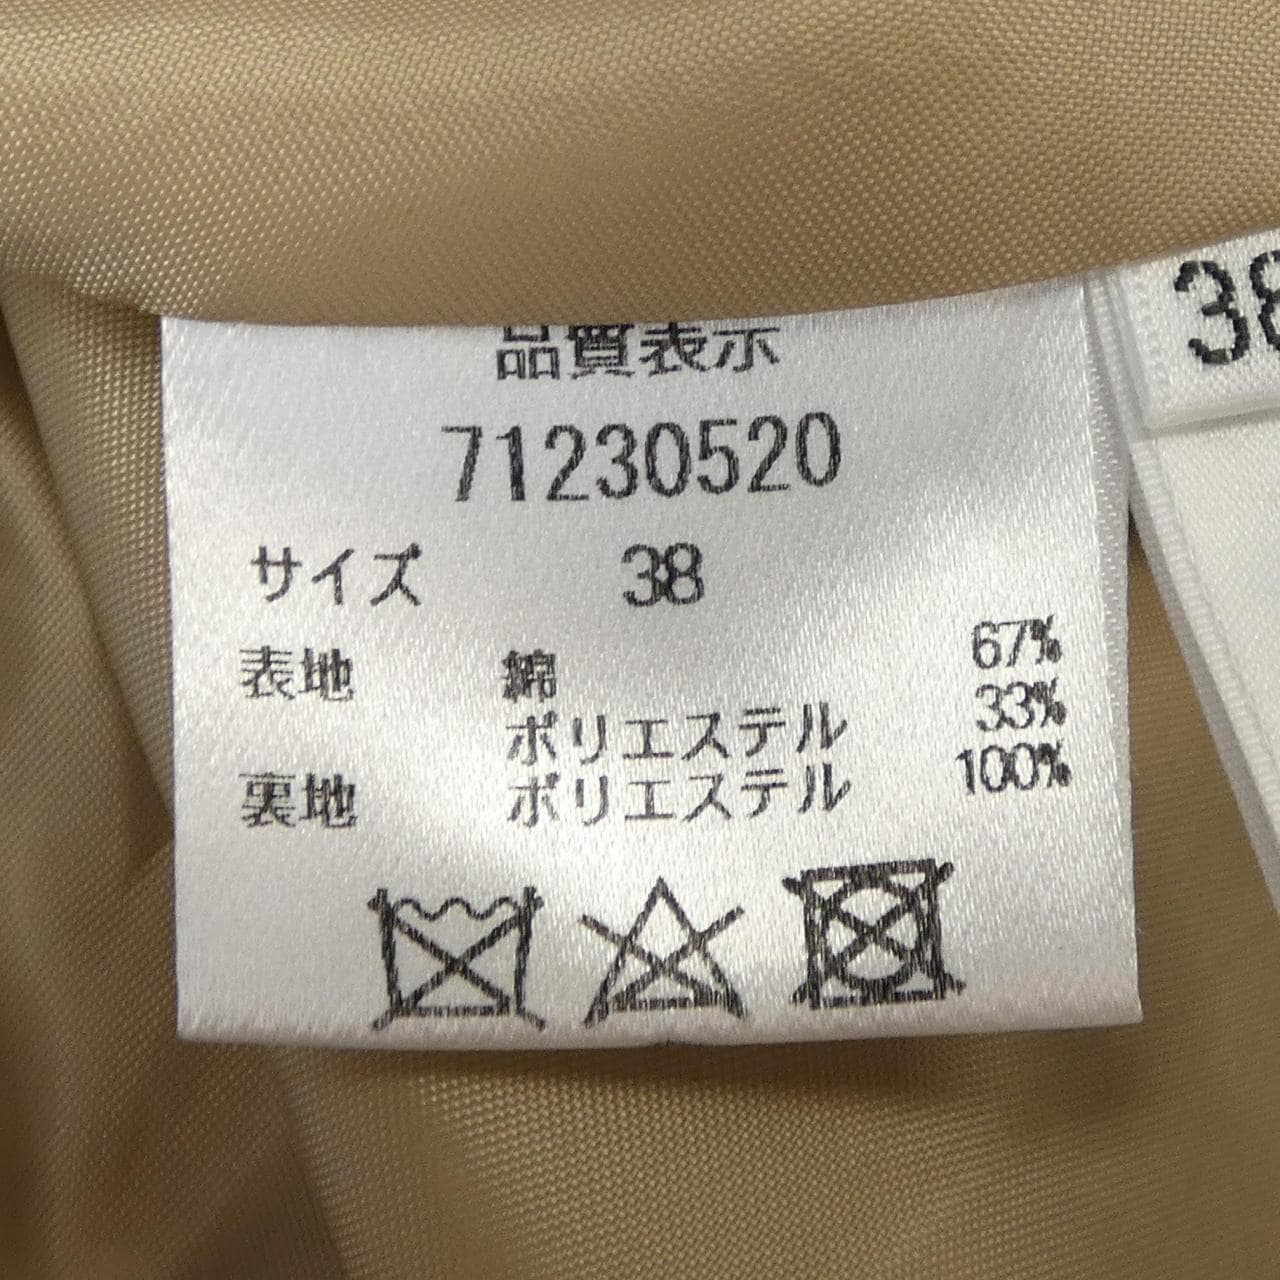 品質表示
71230520
サイズ 38
表地 綿 67%
ポリエステル 33%
裏地 ポリエステル 100%
38